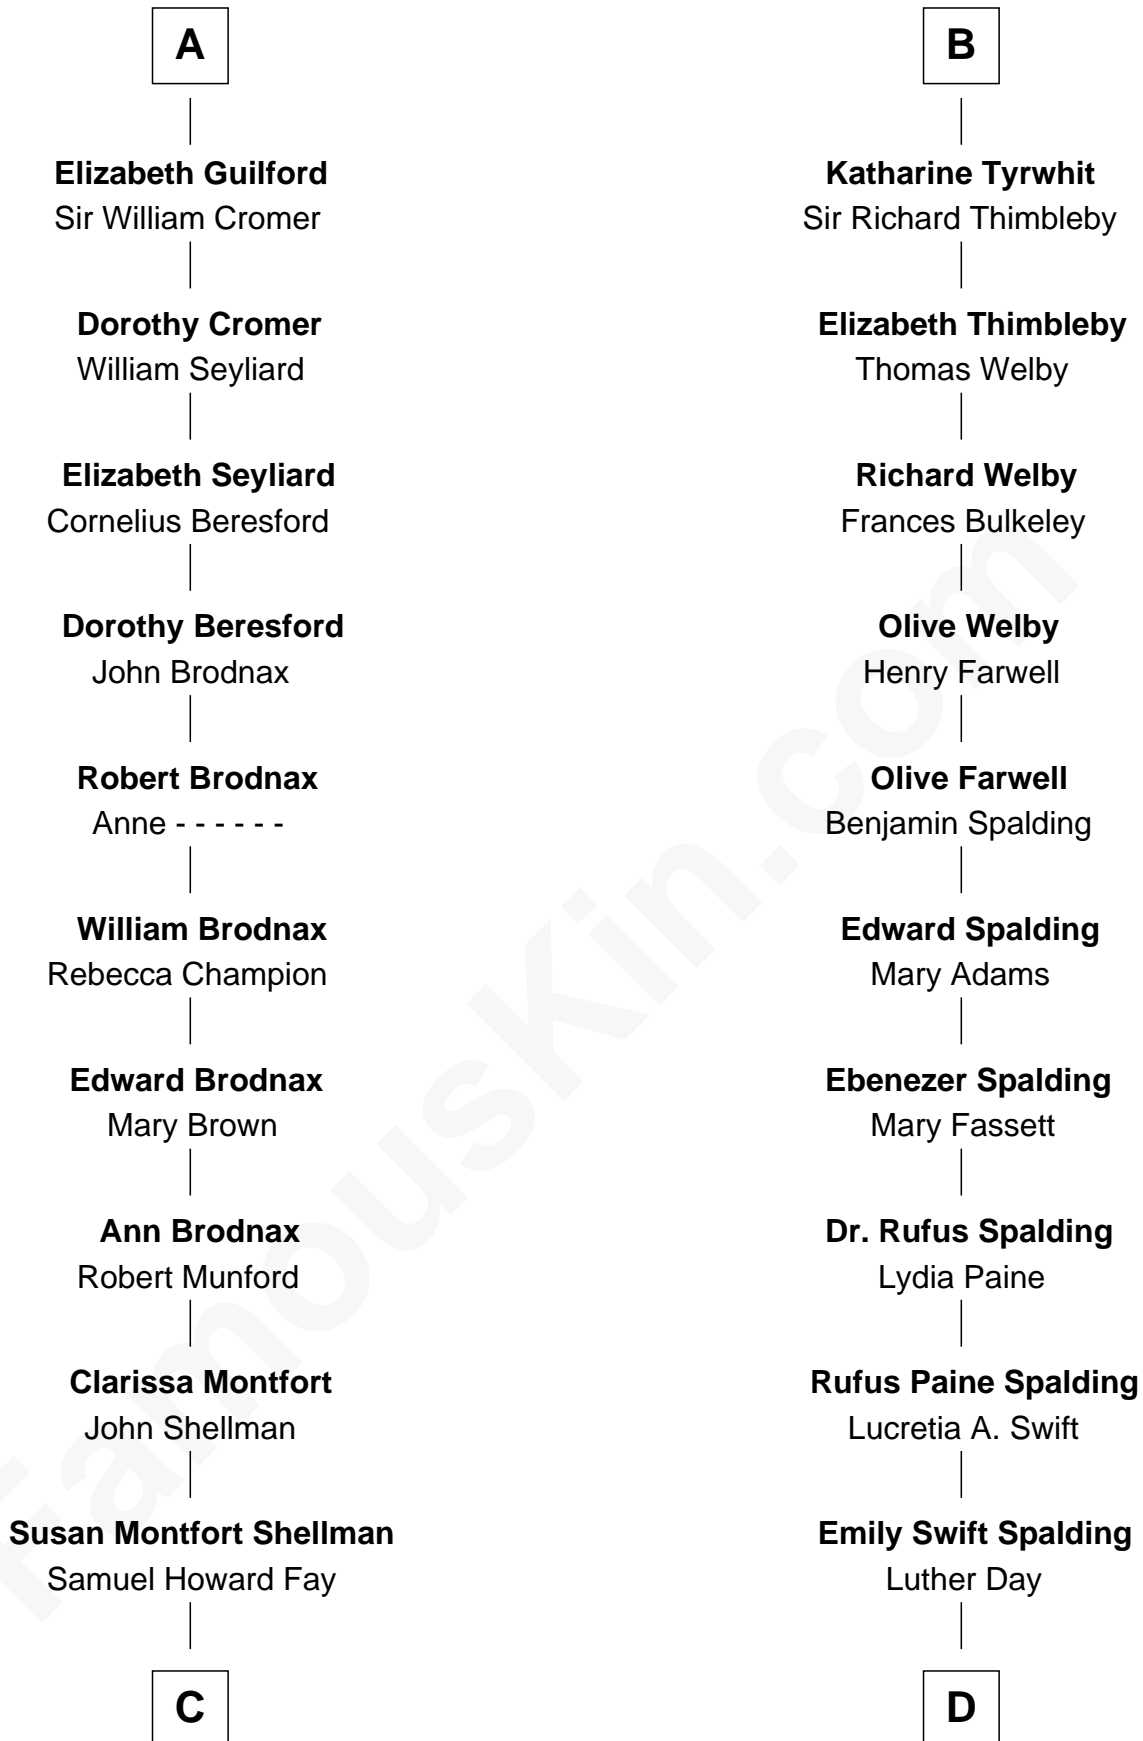 A
Elizabeth Guilford
Sir William Cromer
Dorothy Cromer
William Seyliard
Elizabeth Seyliard
Cornelius Beresford
Dorothy Beresford
John Brodnax
Robert Brodnax
Anne - - - - - -
William Brodnax
Rebecca Champion
Edward Brodnax
Mary Brown
Ann Brodnax
Robert Munford
Clarissa Montfort
John Shellman
Susan Montfort Shellman
Samuel Howard Fay
C
B
Katharine Tyrwhit
Sir Richard Thimbleby
Elizabeth Thimbleby
Thomas Welby
Richard Welby
Frances Bulkeley
Olive Welby
Henry Farwell
Olive Farwell
Benjamin Spalding
Edward Spalding
Mary Adams
Ebenezer Spalding
Mary Fassett
Dr. Rufus Spalding
Lydia Paine
Rufus Paine Spalding
Lucretia A. Swift
Emily Swift Spalding
Luther Day
D
FamousKin.com